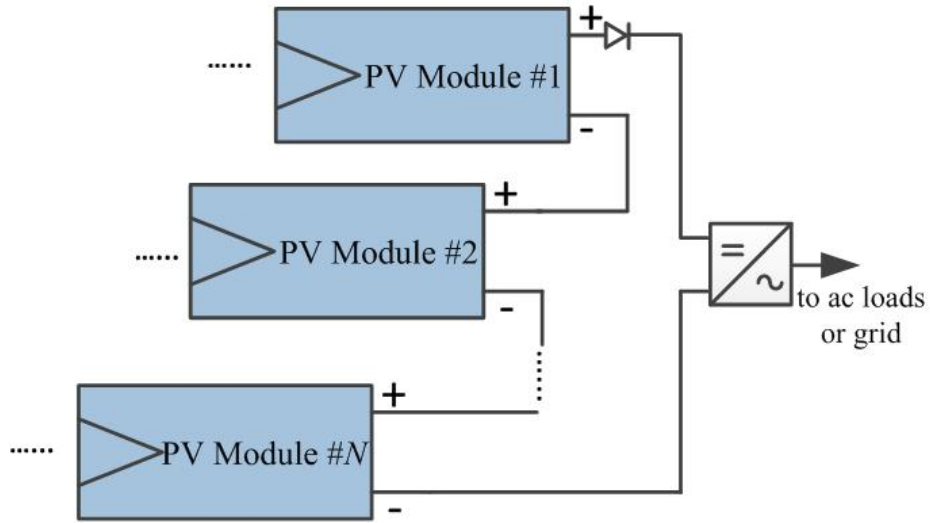 +
...... PV Module #1
-
+
...... PV Module #2
-
=
~
to ac loads
or grid
+
...... PV Module #N
-